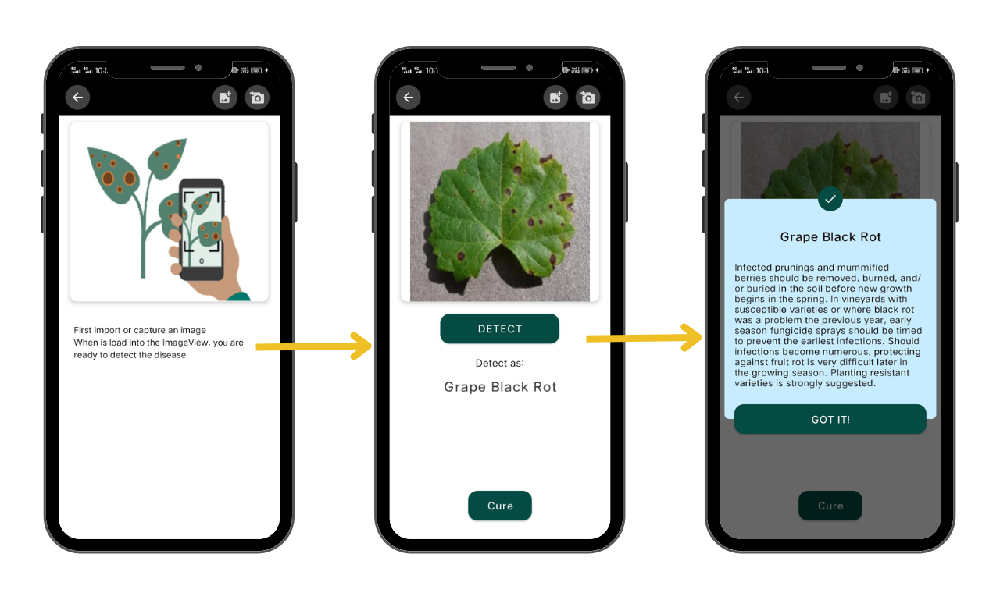 10:
First import or capture an image
When is load into the ImageView, you are
ready to detect the disease
10:1
DETECT
Detect as:
Grape Black Rot
Cure
10:1
Grape Black Rot
Infected prunings and mummified
berries should be removed, burned, and/
or buried in the soil before new growth
begins in the spring. In vineyards with
susceptible varieties or where black rot
was a problem the previous year, early
season fungicide sprays should be timed
to prevent the earliest infections. Should
infections become numerous, protecting
against fruit rot is very difficult later in
the growing season. Planting resistant
varieties is strongly suggested.
GOT IT!
Cure